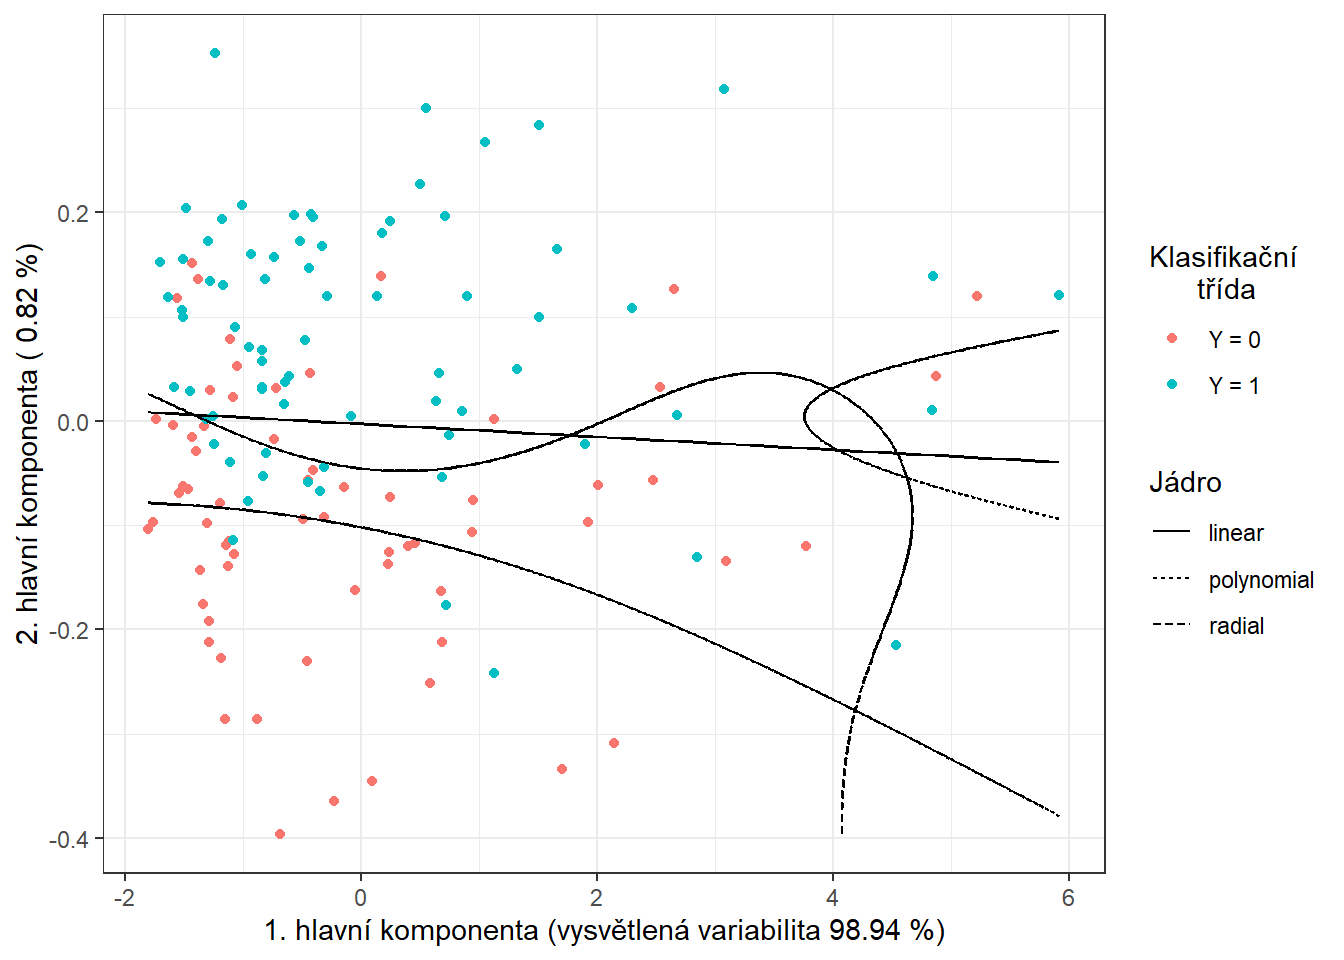 0.2
0.0
-0.2
-0.4
2. hlavní komponenta ( 0.82 %)
-2
0
2
4
6
1. hlavní komponenta (vysvětlená variabilita 98.94 %)
Klasifikační
třída
Y = 0
Y = 1
Jádro
linear
polynomial
radial